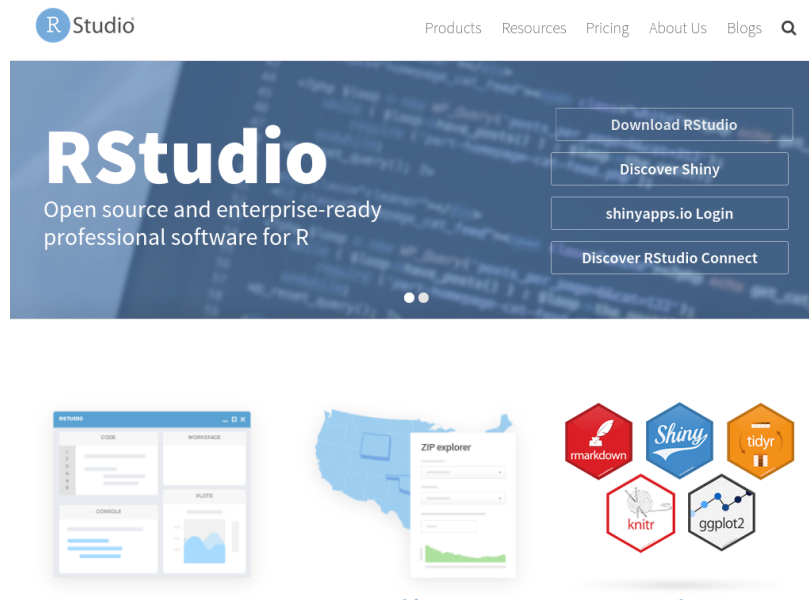 R Studio
Products Resources Pricing About Us Blogs
RStudio
Open source and enterprise-ready
professional software for R
Download RStudio
Discover Shiny
shinyapps.io Login
Discover RStudio Connect
RSTUDIO
CODE
WORKSPACE
CONSOLE
PLOTS
ZIP explorer
rmarkdown
Shiny
tidyr
knitr
ggplot2